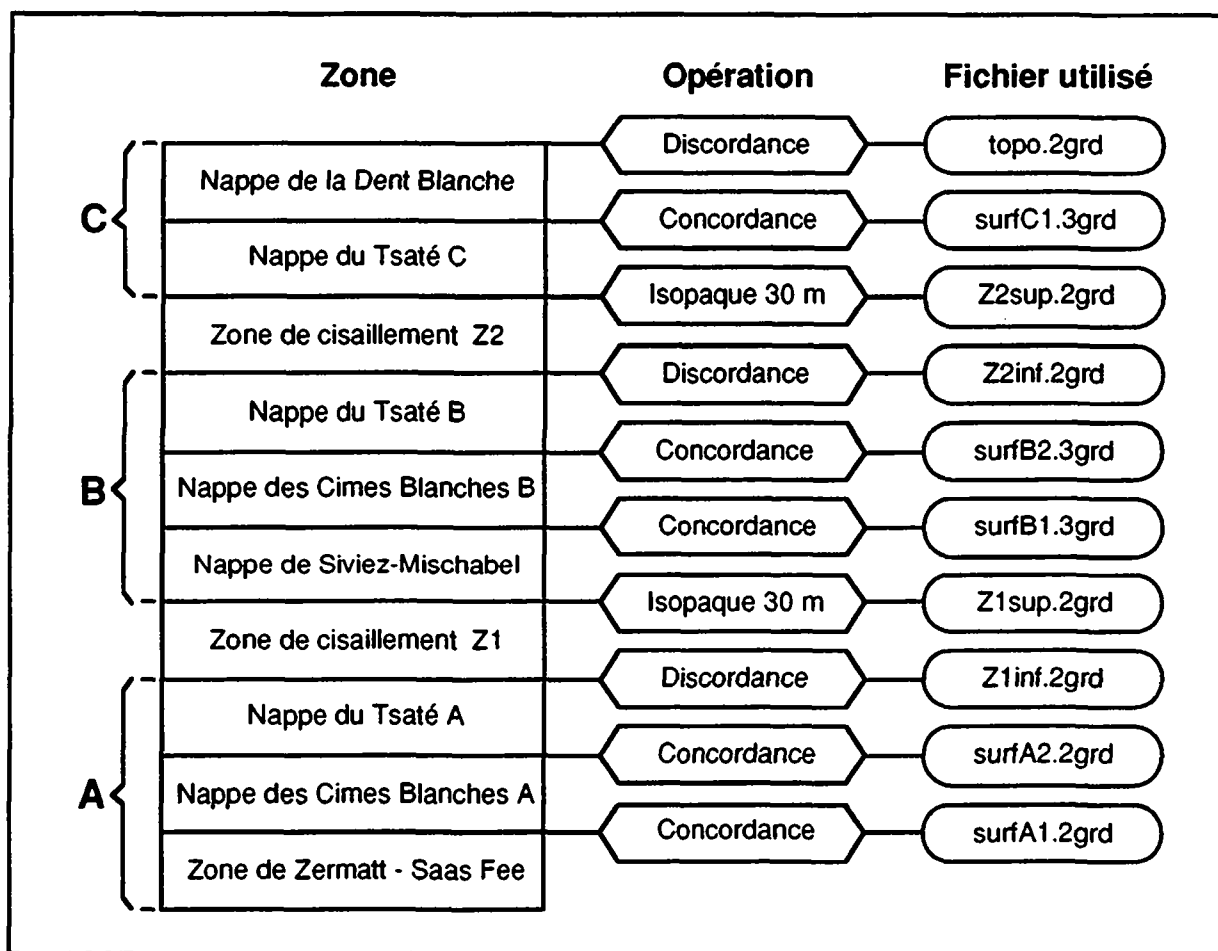 Zone Opération Fichier utilisé
Discordance topo.2grd
Nappe de la Dent Blanche
C
Concordance surfC1.3grd
Nappe du Tsaté C
Isopaque 30 m Z2sup.2grd
Zone de cisaillement Z2
Discordance Z2inf.2grd
Nappe du Tsaté B
Concordance surfB2.3grd
B
Nappe des Cimes Blanches B
Concordance surfB1.3grd
Nappe de Siviez-Mischabel
Isopaque 30 m Z1sup.2grd
Zone de cisaillement Z1
Discordance Z1inf.2grd
Nappe du Tsaté A
Concordance surfA2.2grd
A
Nappe des Cimes Blanches A
Concordance surfA1.2grd
Zone de Zermatt - Saas Fee